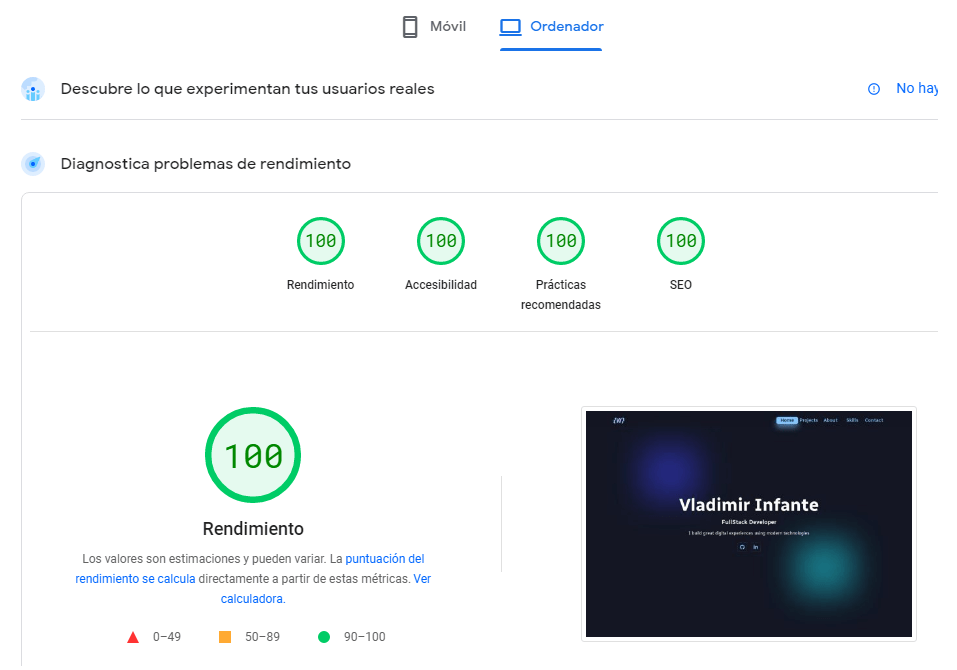 Móvil
Ordenador
Descubre lo que experimentan tus usuarios reales
No hay
Diagnostica problemas de rendimiento
100
100
100
100
Rendimiento
Accesibilidad
Prácticas
recomendadas
SEO
100
Rendimiento
Los valores son estimaciones y pueden variar. La puntuación del
rendimiento se calcula directamente a partir de estas métricas. Ver
calculadora.
0–49
50–89
90–100
{W}
Home Projects About Skills Contact
Vladimir Infante
FullStack Developer
I build great digital experiences using modern technologies
in